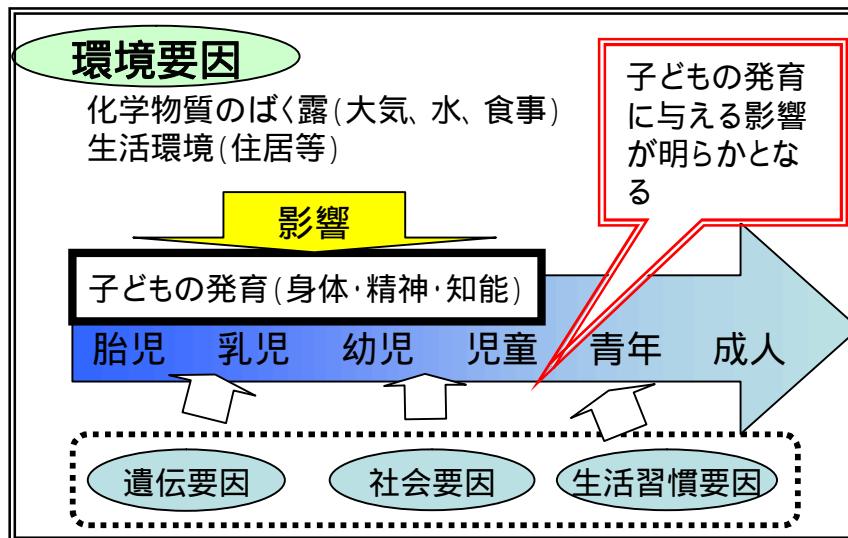 環境要因
化学物質のばく露(大気、水、食事)
生活環境(住居等)
子どもの発育
に与える影響
が明らかとな
る
影響
子どもの発育(身体・精神・知能)
胎児 乳児 幼児 児童 青年 成人
遺伝要因 社会要因 生活習慣要因